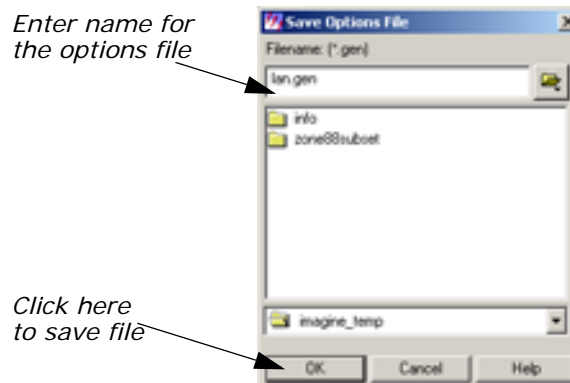 Enter name for
the options file
Save Options File
Filename: (*.gen)
lan.gen
info
zone88subset
imagine_temp
Click here
to save file
OK Cancel Help